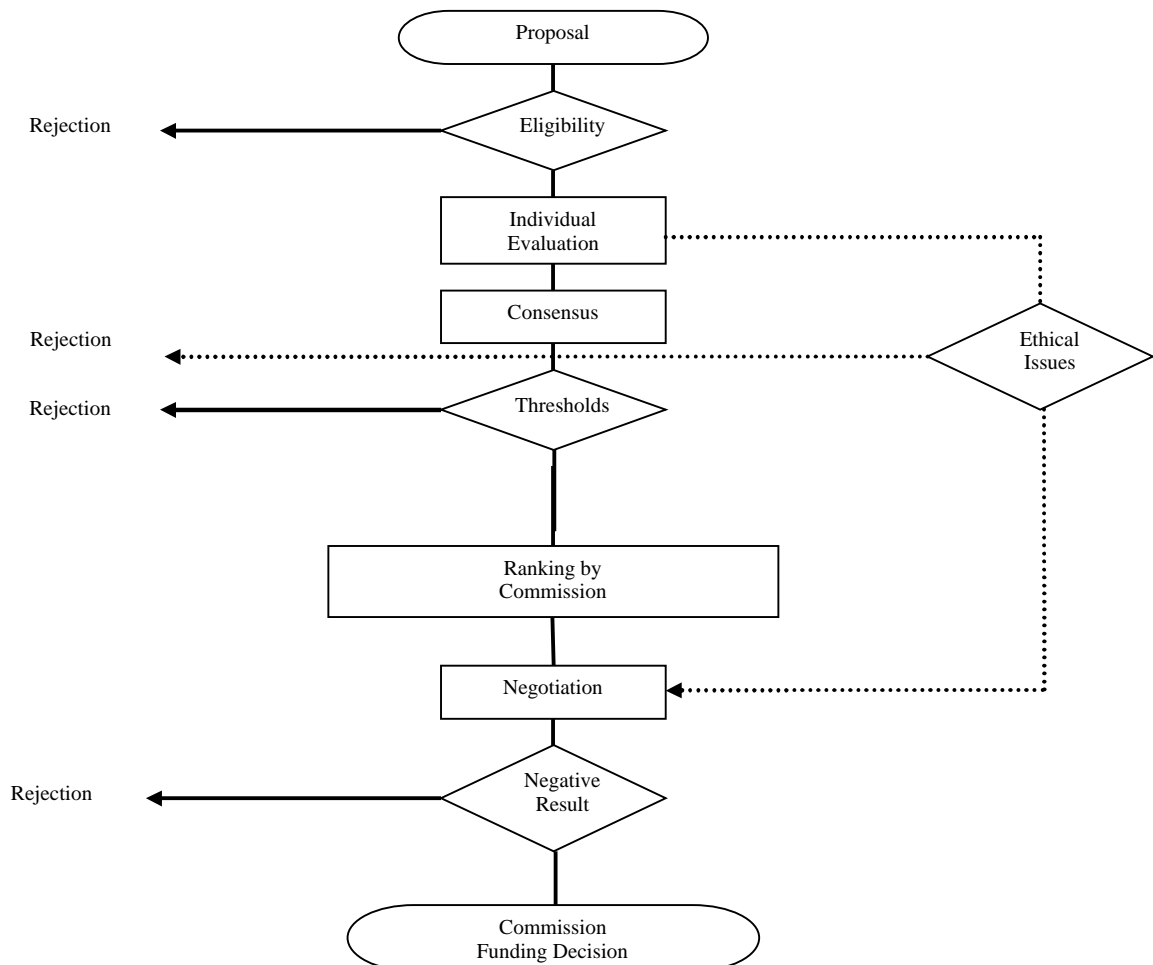 Proposal
Rejection
Eligibility
Individual
Evaluation
Consensus
Rejection
Ethical
Issues
Rejection
Thresholds
Ranking by
Commission
Negotiation
Rejection
Negative
Result
Commission
Funding Decision